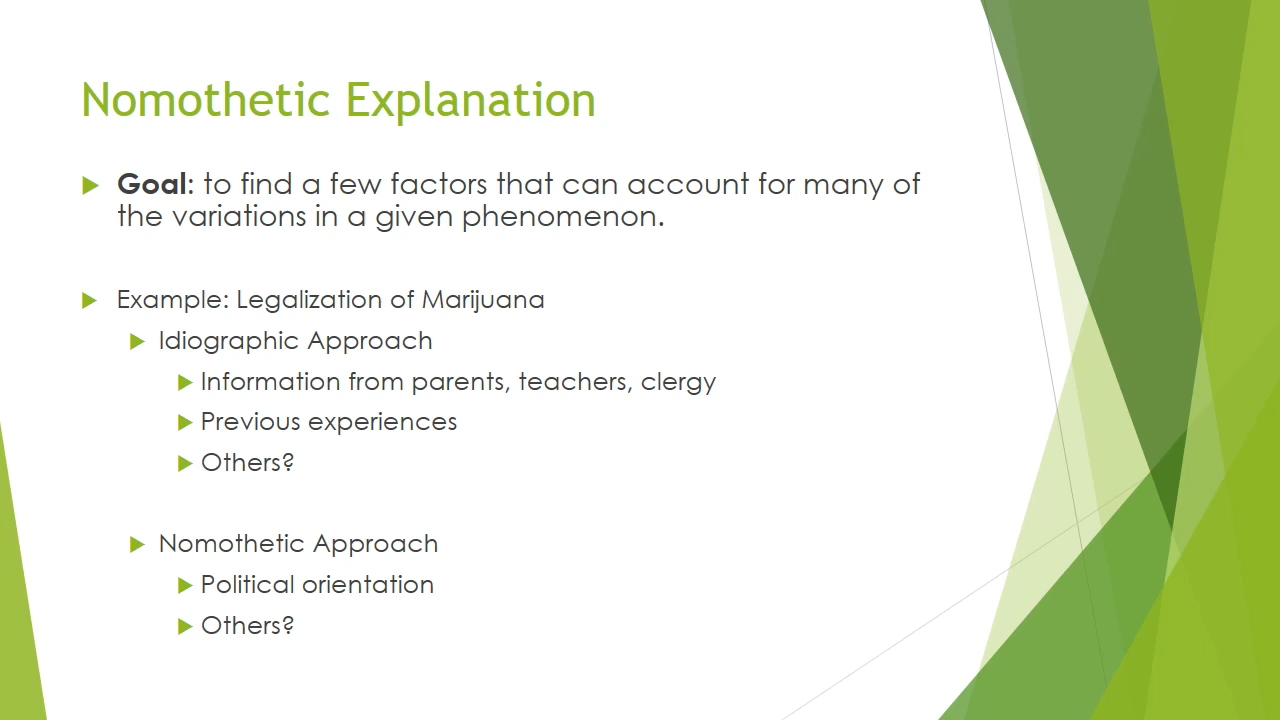 Nomothetic Explanation
Goal: to find a few factors that can account for many of
the variations in a given phenomenon.
Example: Legalization of Marijuana
Idiographic Approach
Information from parents, teachers, clergy
Previous experiences
Others?
Nomothetic Approach
Political orientation
Others?